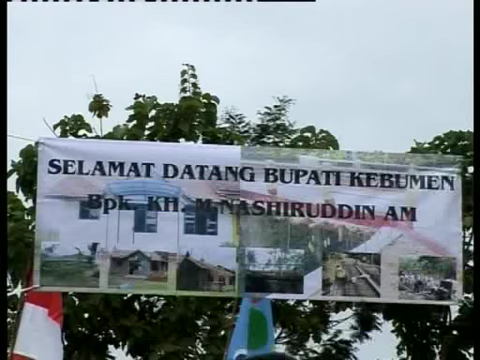 SELAMAT DATANG BUPATI KEBUMEN
Bpk. KH. M NASHIRUDDIN AM